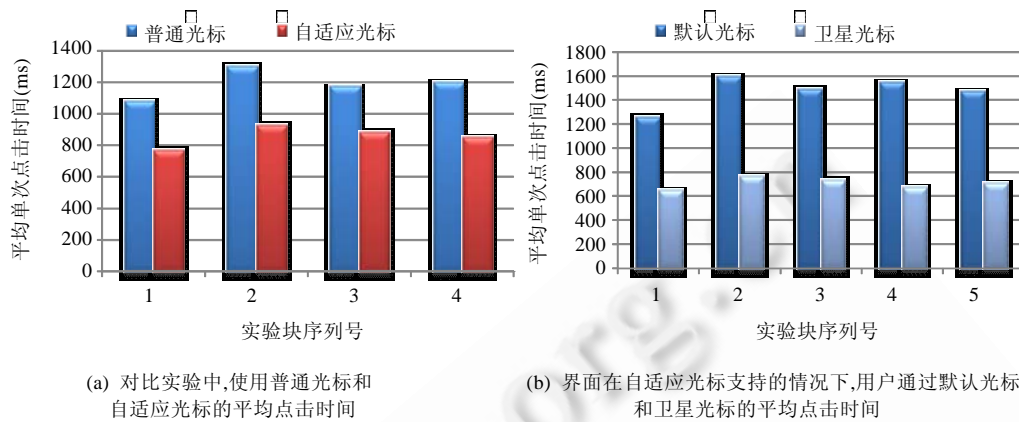 普通光标 自适应光标
平均单次点击时间(ms)
1400
1200
1000
800
600
400
200
0
1 2 3 4
实验块序列号
(a) 对比实验中,使用普通光标和
自适应光标的平均点击时间
默认光标 卫星光标
平均单次点击时间(ms)
1800
1600
1400
1200
1000
800
600
400
200
0
1 2 3 4 5
实验块序列号
(b) 界面在自适应光标支持的情况下,用户通过默认光标
和卫星光标的平均点击时间